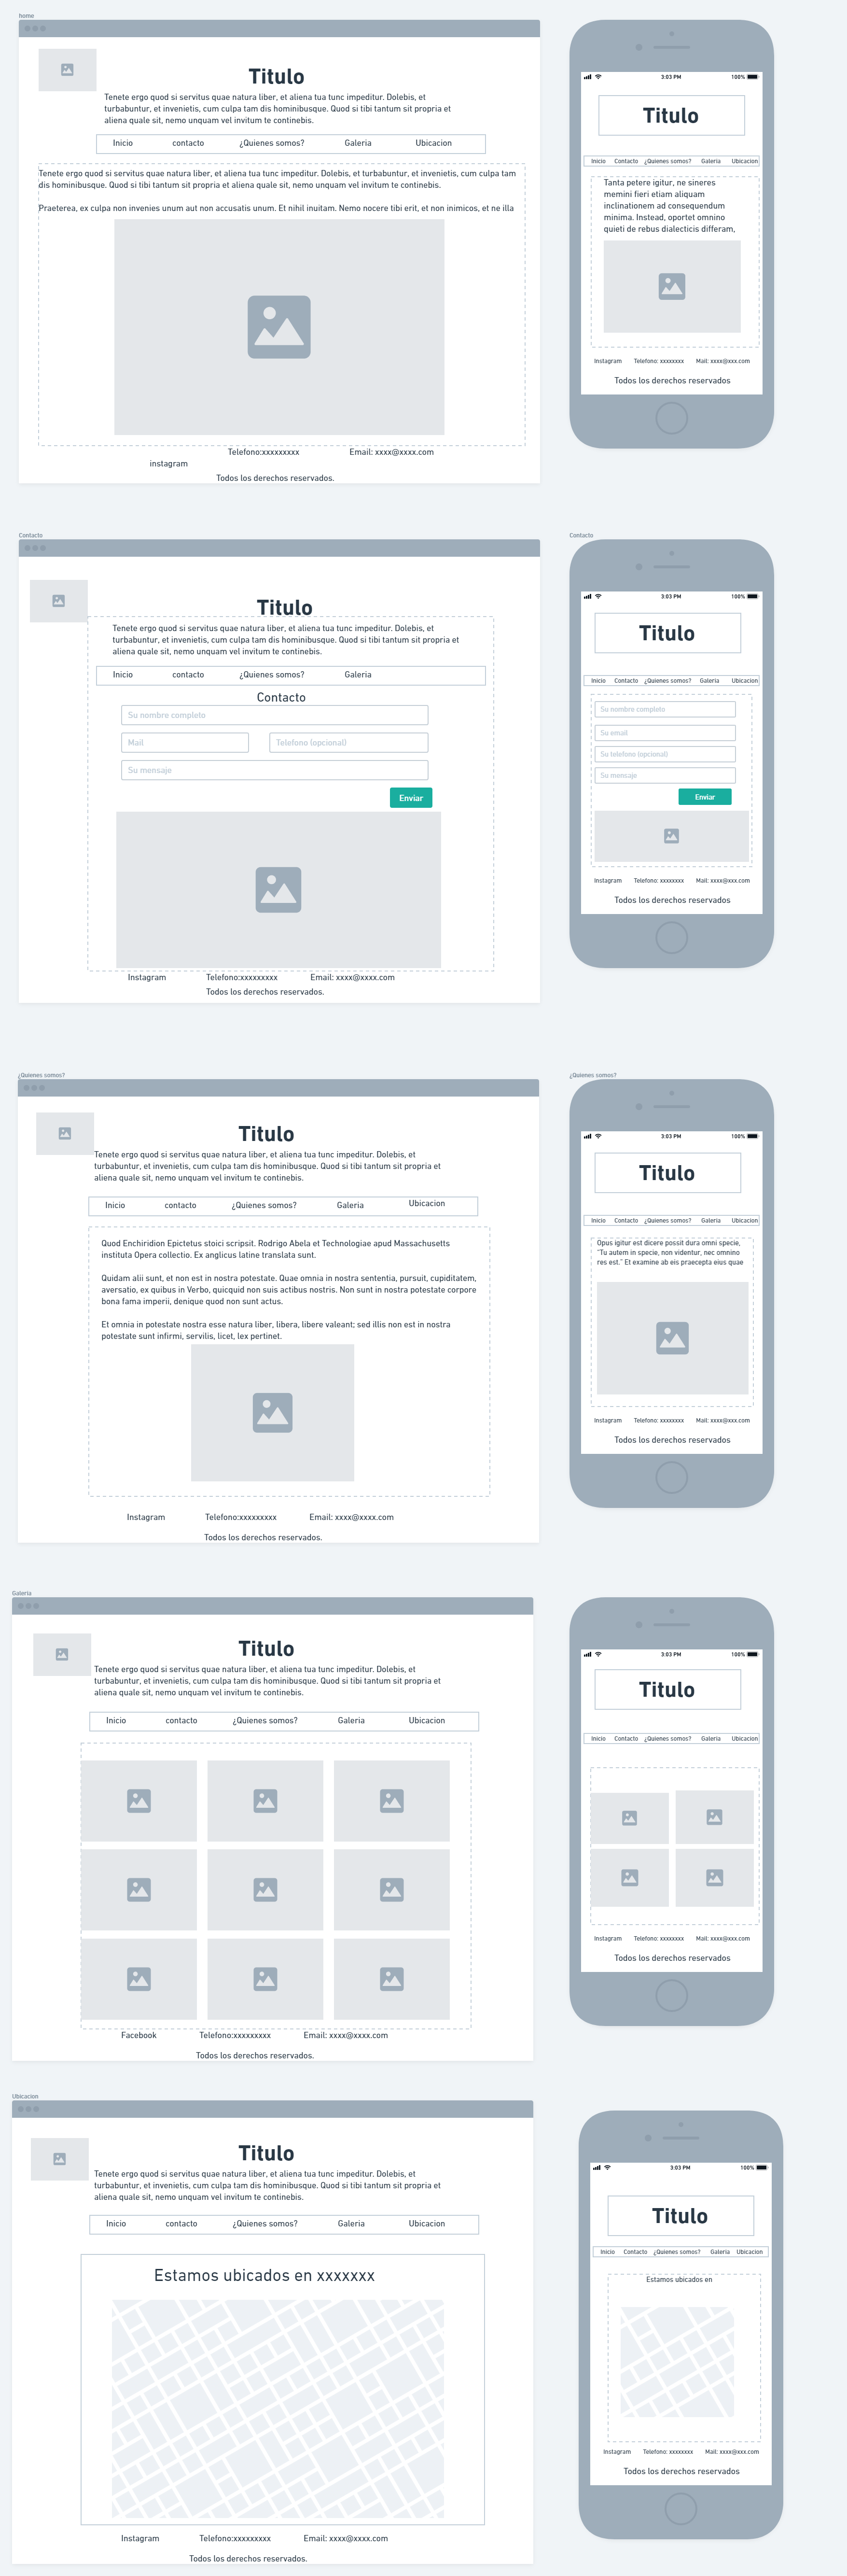 home
Titulo
Tenete ergo quod si servitus quae natura liber, et aliena tua tunc impeditur. Dolebis, et
turbabuntur, et invenietis, cum culpa tam dis hominibusque. Quod si tibi tantum sit propria et
aliena quale sit, nemo unquam vel invitum te continebis.
Inicio contacto ¿Quienes somos? Galeria Ubicacion
Tenete ergo quod si servitus quae natura liber, et aliena tua tunc impeditur. Dolebis, et turbabuntur, et invenietis, cum culpa tam
dis hominibusque. Quod si tibi tantum sit propria et aliena quale sit, nemo unquam vel invitum te continebis.
Praeterea, ex culpa non invenies unum aut non accusatis unum. Et nihil inuitam. Nemo nocere tibi erit, et non inimicos, et ne illa
Telefono:xxxxxxxxx Email: xxxx@xxxx.com
instagram
Todos los derechos reservados.
3:03 PM 100%
Titulo
Inicio Contacto ¿Quienes somos? Galeria Ubicacion
Tanta petere igitur, ne sineres
memini fieri etiam aliquam
inclinationem ad consequendum
minima. Instead, oportet omnino
quieti de rebus dialecticis differam,
Instagram Telefono: xxxxxxxx Mail: xxxx@xxx.com
Todos los derechos reservados
Contacto
Titulo
Tenete ergo quod si servitus quae natura liber, et aliena tua tunc impeditur. Dolebis, et
turbabuntur, et invenietis, cum culpa tam dis hominibusque. Quod si tibi tantum sit propria et
aliena quale sit, nemo unquam vel invitum te continebis.
Inicio contacto ¿Quienes somos? Galeria
Contacto
Su nombre completo
Mail Telefono (opcional)
Su mensaje
Enviar
Instagram Telefono:xxxxxxxxx Email: xxxx@xxxx.com
Todos los derechos reservados.
Contacto
3:03 PM 100%
Titulo
Inicio Contacto ¿Quienes somos? Galeria Ubicacion
Su nombre completo
Su email
Su telefono (opcional)
Su mensaje
Enviar
Instagram Telefono: xxxxxxxx Mail: xxxx@xxx.com
Todos los derechos reservados
¿Quienes somos?
Titulo
Tenete ergo quod si servitus quae natura liber, et aliena tua tunc impeditur. Dolebis, et
turbabuntur, et invenietis, cum culpa tam dis hominibusque. Quod si tibi tantum sit propria et
aliena quale sit, nemo unquam vel invitum te continebis.
Inicio contacto ¿Quienes somos? Galeria Ubicacion
Quod Enchiridion Epictetus stoici scripsit. Rodrigo Abela et Technologiae apud Massachusetts
instituta Opera collectio. Ex anglicus latine translata sunt.
Quidam alii sunt, et non est in nostra potestate. Quae omnia in nostra sententia, pursuit, cupiditatem,
aversatio, ex quibus in Verbo, quicquid non suis actibus nostris. Non sunt in nostra potestate corpore
bona fama imperii, denique quod non sunt actus.
Et omnia in potestate nostra esse natura liber, libera, libere valeant; sed illis non est in nostra
potestate sunt infirmi, servilis, licet, lex pertinet.
Instagram Telefono:xxxxxxxxx Email: xxxx@xxxx.com
Todos los derechos reservados.
¿Quienes somos?
3:03 PM 100%
Titulo
Inicio Contacto ¿Quienes somos? Galeria Ubicacion
Opus igitur est dicere possit dura omni specie,
"Tu autem in specie, non videntur, nec omnino
res est." Et examine ab eis praecepta eius quae
Instagram Telefono: xxxxxxxx Mail: xxxx@xxx.com
Todos los derechos reservados
Galeria
Titulo
Tenete ergo quod si servitus quae natura liber, et aliena tua tunc impeditur. Dolebis, et
turbabuntur, et invenietis, cum culpa tam dis hominibusque. Quod si tibi tantum sit propria et
aliena quale sit, nemo unquam vel invitum te continebis.
Inicio contacto ¿Quienes somos? Galeria Ubicacion
Facebook Telefono:xxxxxxxxx Email: xxxx@xxxx.com
Todos los derechos reservados.
3:03 PM 100%
Titulo
Inicio Contacto ¿Quienes somos? Galeria Ubicacion
Instagram Telefono: xxxxxxxx Mail: xxxx@xxx.com
Todos los derechos reservados
Ubicacion
Titulo
Tenete ergo quod si servitus quae natura liber, et aliena tua tunc impeditur. Dolebis, et
turbabuntur, et invenietis, cum culpa tam dis hominibusque. Quod si tibi tantum sit propria et
aliena quale sit, nemo unquam vel invitum te continebis.
Inicio contacto ¿Quienes somos? Galeria Ubicacion
Estamos ubicados en xxxxxxx
Instagram Telefono:xxxxxxxxx Email: xxxx@xxxx.com
Todos los derechos reservados.
3:03 PM 100%
Titulo
Inicio Contacto ¿Quienes somos? Galeria Ubicacion
Estamos ubicados en
Instagram Telefono: xxxxxxxx Mail: xxxx@xxx.com
Todos los derechos reservados